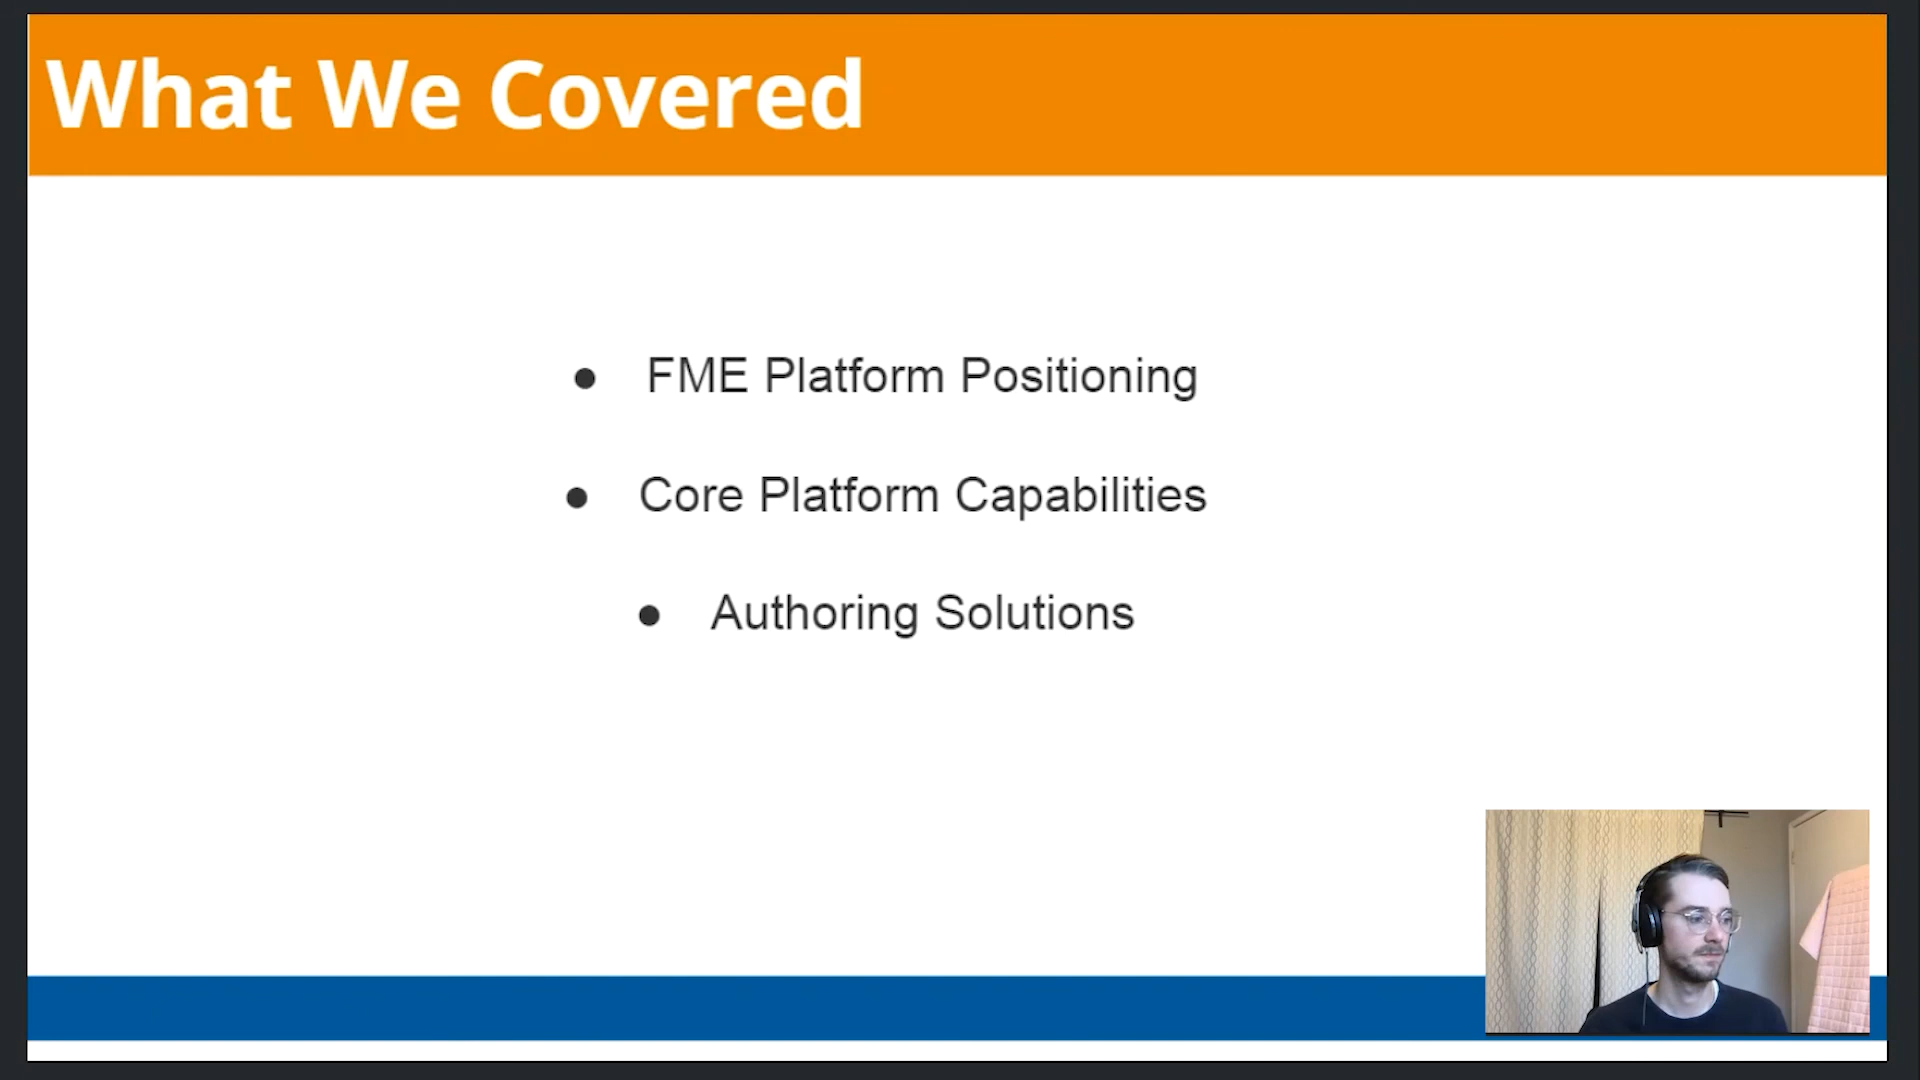 What We Covered
● FME Platform Positioning
● Core Platform Capabilities
● Authoring Solutions